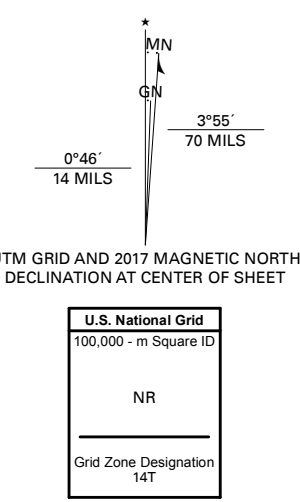 ★
MN
GN
3°55´
70 MILS
0°46´
14 MILS
UTM GRID AND 2017 MAGNETIC NORTH
DECLINATION AT CENTER OF SHEET
U.S. National Grid
100,000 - m Square ID
NR
Grid Zone Designation
14T